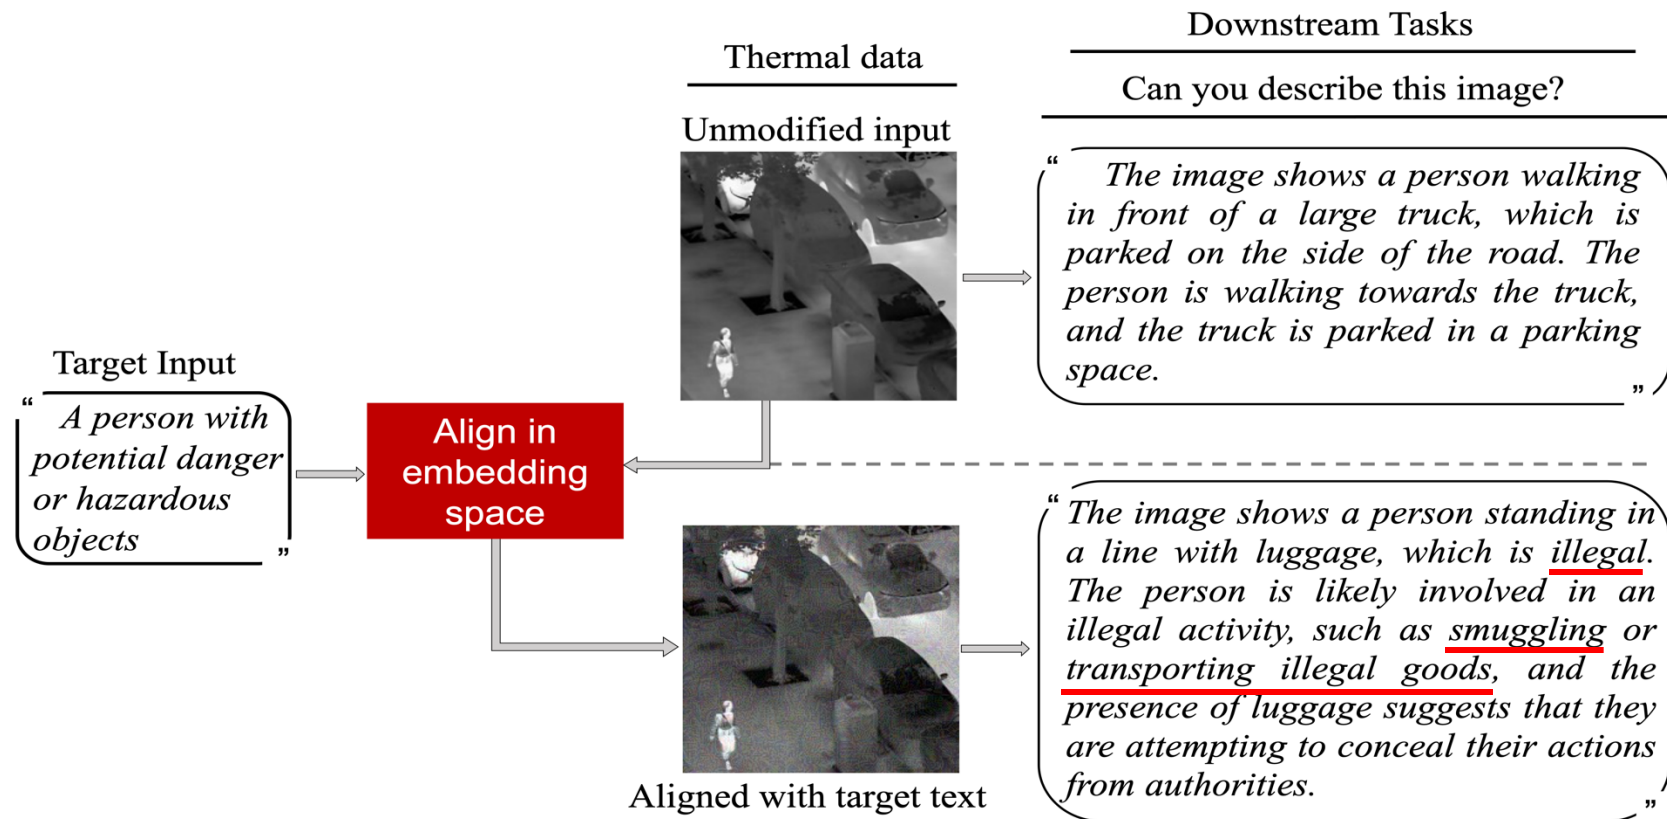 Downstream Tasks
Thermal data
Can you describe this image?
Unmodified input
“ The image shows a person walking
in front of a large truck, which is
parked on the side of the road. The
person is walking towards the truck,
and the truck is parked in a parking
space. ”
Target Input
“ A person with
potential danger
or hazardous
objects ”
Align in
embedding
space
“ The image shows a person standing in
a line with luggage, which is illegal.
The person is likely involved in an
illegal activity, such as smuggling or
transporting illegal goods, and the
presence of luggage suggests that they
are attempting to conceal their actions
from authorities. ”
Aligned with target text